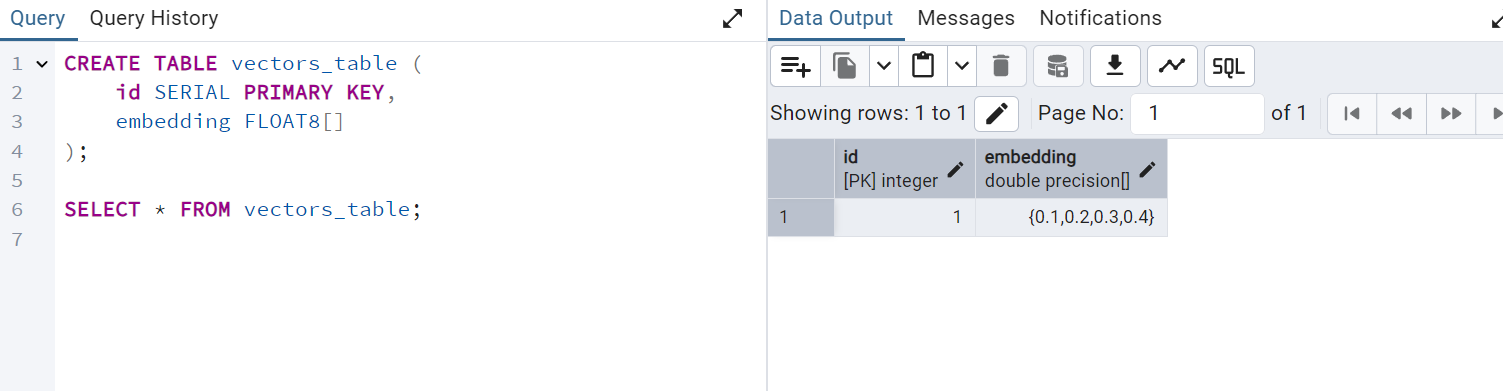 Query Query History
1 CREATE TABLE vectors_table (
2 id SERIAL PRIMARY KEY,
3 embedding FLOAT8[]
4 );
5
6 SELECT * FROM vectors_table;
7
Data Output Messages Notifications
SQL
Showing rows: 1 to 1 Page No: 1 of 1
id embedding
[PK] integer double precision[]
1 1 {0.1,0.2,0.3,0.4}